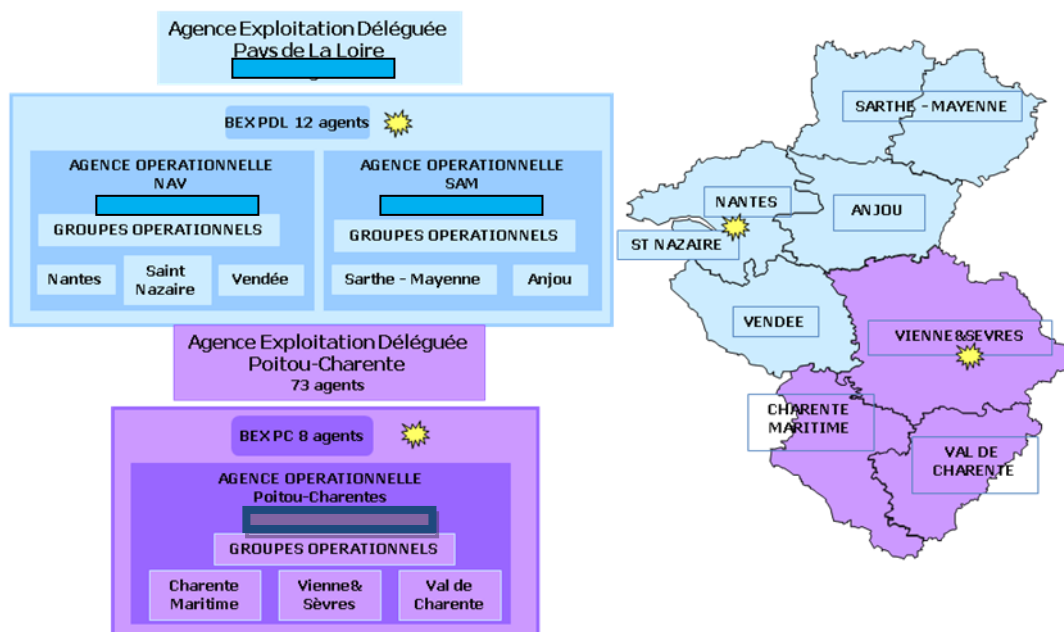 Agence Exploitation Déléguée
Pays de La Loire
BEX PDL 12 agents
AGENCE OPERATIONNELLE
NAV
GROUPES OPERATIONNELS
Nantes
Saint
Nazaire
Vendée
AGENCE OPERATIONNELLE
SAM
GROUPES OPERATIONNELS
Sarthe - Mayenne
Anjou
Agence Exploitation Déléguée
Poitou-Charente
73 agents
BEX PC 8 agents
AGENCE OPERATIONNELLE
Poitou-Charentes
GROUPES OPERATIONNELS
Charente
Maritime
Vienne&
Sèvres
Val de
Charente
SARTHE - MAYENNE
NANTES
ANJOU
ST NAZAIRE
VENDEE
VIENNE&SEVRES
CHARENTE
MARITIME
VAL DE
CHARENTE